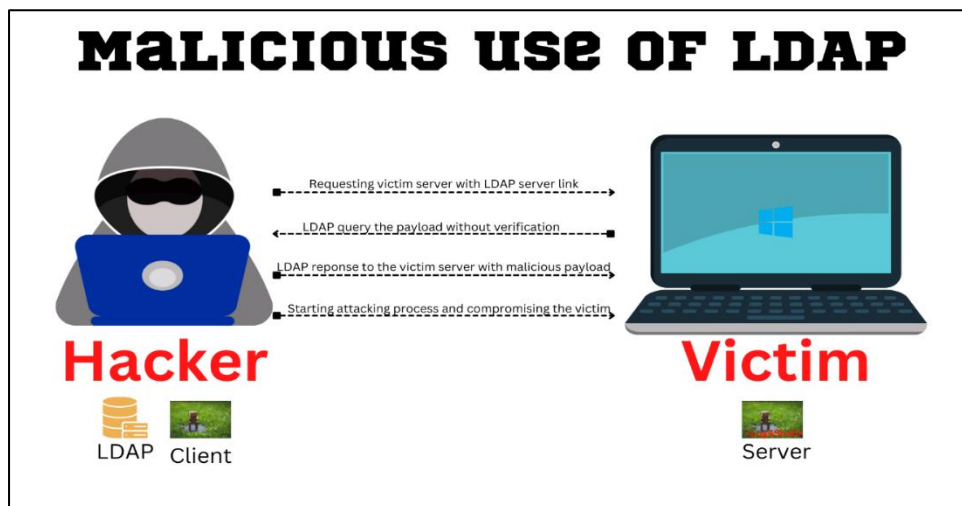 MaLICIOUS USe OF LDAP
Requesting victim server with LDAP server link
LDAP query the payload without verification
LDAP reponse to the victim server with malicious payload
Starting attacking process and compromising the victim
Hacker
Victim
LDAP
Client
Server